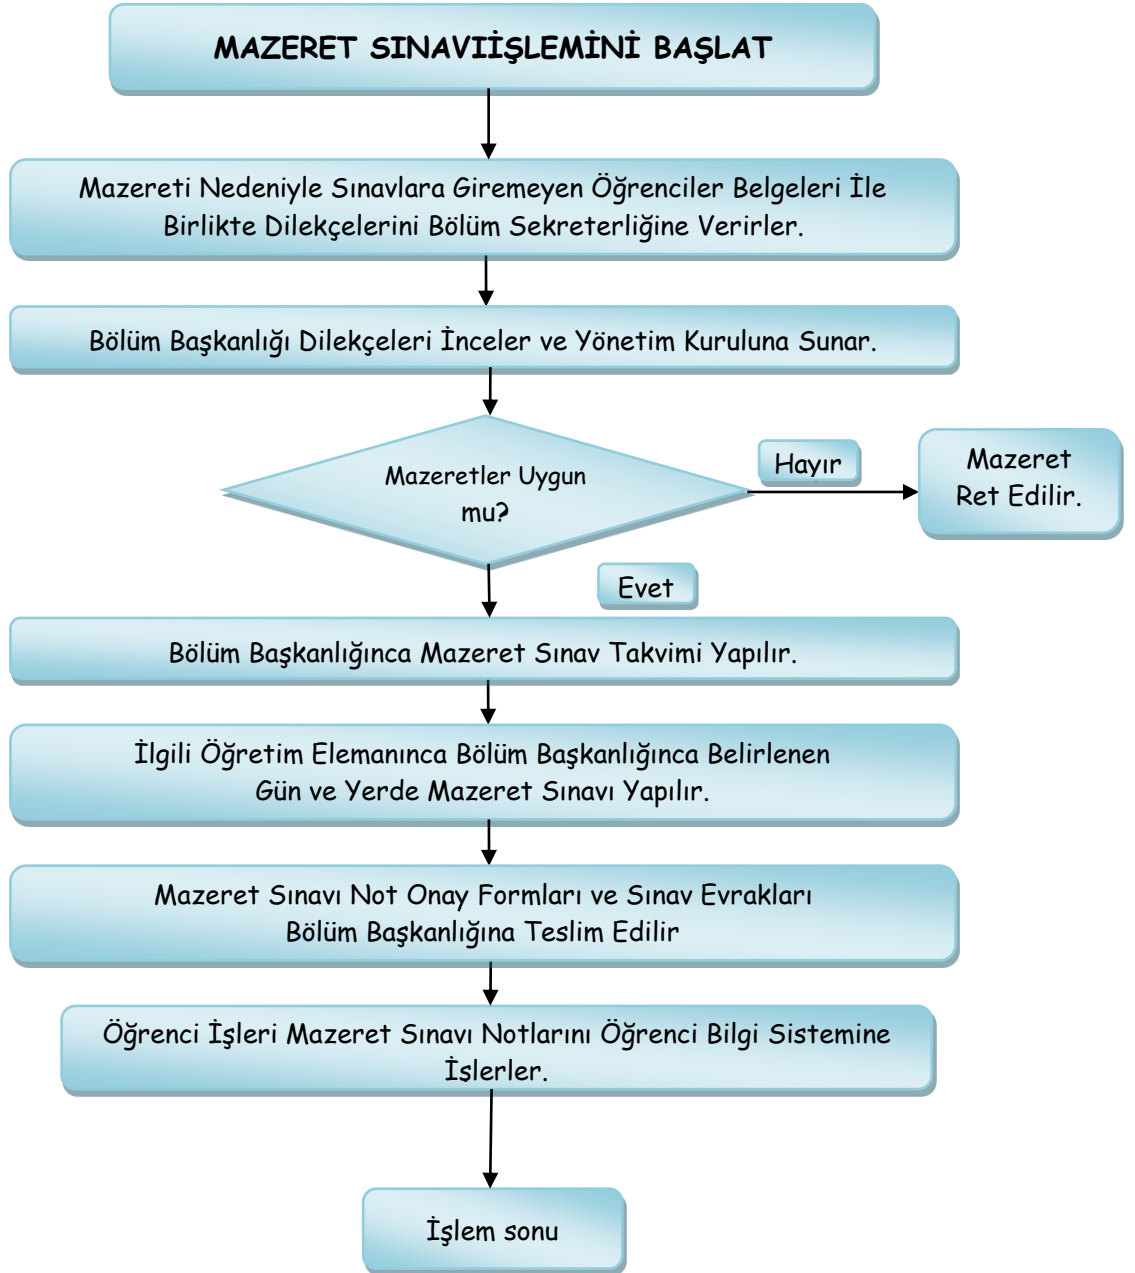 MAZERET SINAVIİŞLEMİNİ BAŞLAT
Mazereti Nedeniyle Sınavlara Giremeyen Öğrenciler Belgeleri İle
Birlikte Dilekçelerini Bölüm Sekreterliğine Verirler.
Bölüm Başkanlığı Dilekçeleri İnceler ve Yönetim Kuruluna Sunar.
Mazeretler Uygun
mu?
Hayır
Mazeret
Ret Edilir.
Evet
Bölüm Başkanlığınca Mazeret Sınav Takvimi Yapılır.
İlgili Öğretim Elemanınca Bölüm Başkanlığınca Belirlenen
Gün ve Yerde Mazeret Sınavı Yapılır.
Mazeret Sınavı Not Onay Formları ve Sınav Evrakları
Bölüm Başkanlığına Teslim Edilir
Öğrenci İşleri Mazeret Sınavı Notlarını Öğrenci Bilgi Sistemine
İşlerler.
İşlem sonu